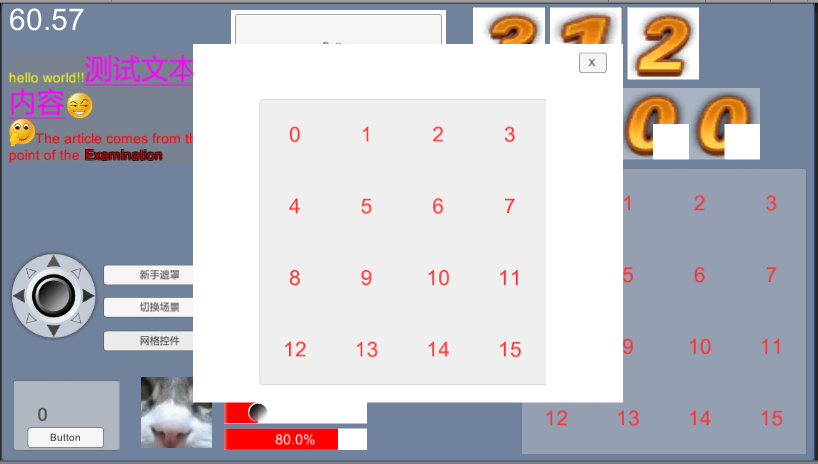 60.57
hello world!!测试文本
内容
The article comes from th
point of the Examination
新手遮罩
切换场景
网格控件
0
Button
80.0%
x
0 1 2 3
4 5 6 7
8 9 10 11
12 13 14 15
312
00
1 2 3
5 6 7
9 10 11
12 13 14 15